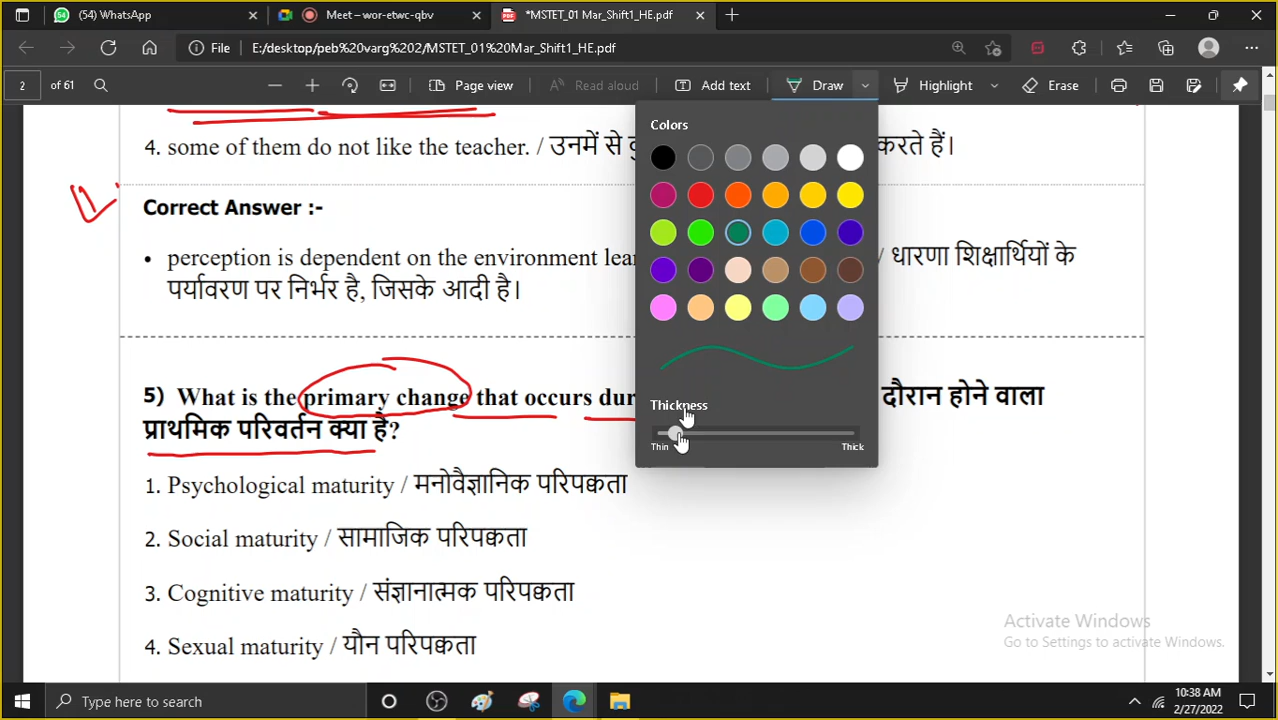 (54) WhatsApp
Meet – wor-etwc-qbv
*MSTET_01 Mar_Shift1_HE.pdf
File
E:/desktop/peb%20varg%202/MSTET_01%20Mar_Shift1_HE.pdf
2 of 61
Page view
Read aloud
Add text
Draw
Highlight
Erase
4. some of them do not like the teacher. / उनमें से
करते हैं।
Colors
Correct Answer :-
• perception is dependent on the environment
/ धारणा शिक्षार्थियों के
पर्यावरण पर निर्भर है, जिसके आदी है।
5) What is the primary change that occurs
दौरान होने वाला
प्राथमिक परिवर्तन क्या है?
Thickness
Thin
Thick
1. Psychological maturity / मनोवैज्ञानिक परिपक्वता
2. Social maturity / सामाजिक परिपक्वता
3. Cognitive maturity / संज्ञानात्मक परिपक्वता
4. Sexual maturity / यौन परिपक्वता
Activate Windows
Go to Settings to activate Windows.
Type here to search
10:38 AM
2/27/2022